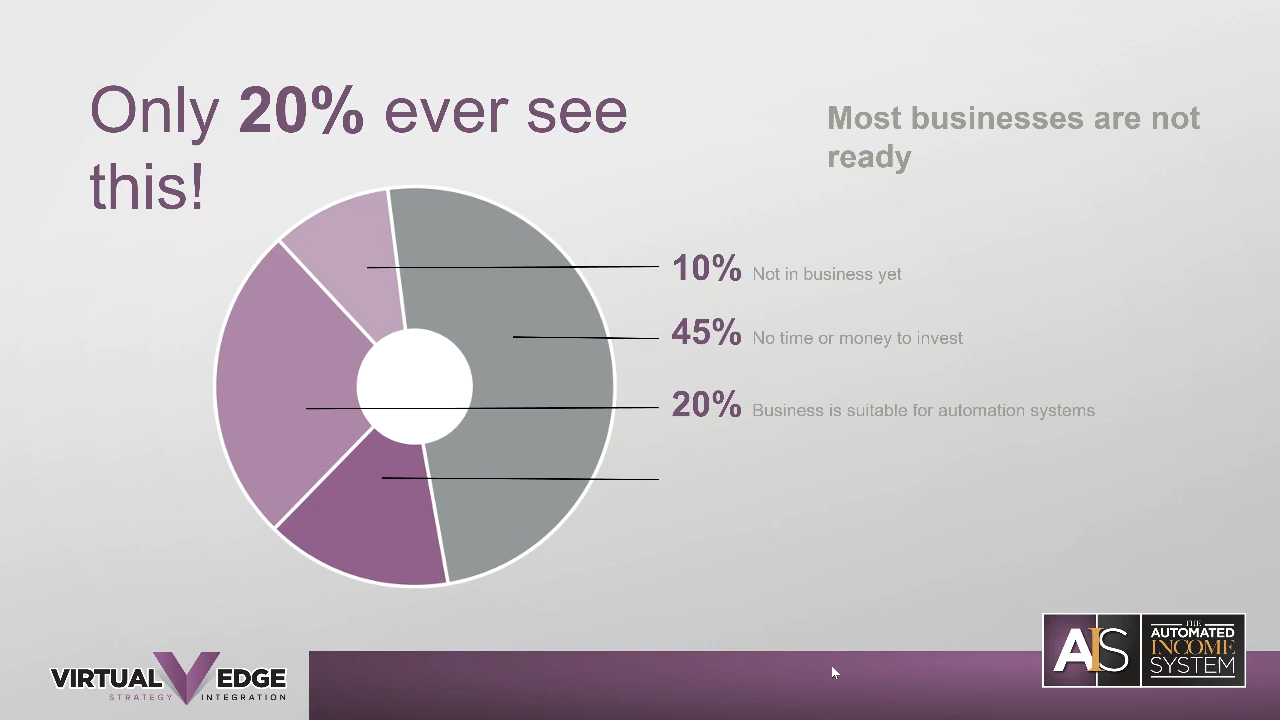 Only 20% ever see
this!
Most businesses are not
ready
10% Not in business yet
45% No time or money to invest
20% Business is suitable for automation systems
VIRTUAL EDGE
STRATEGY INTEGRATION
AIS
THE
AUTOMATED
INCOME
SYSTEM